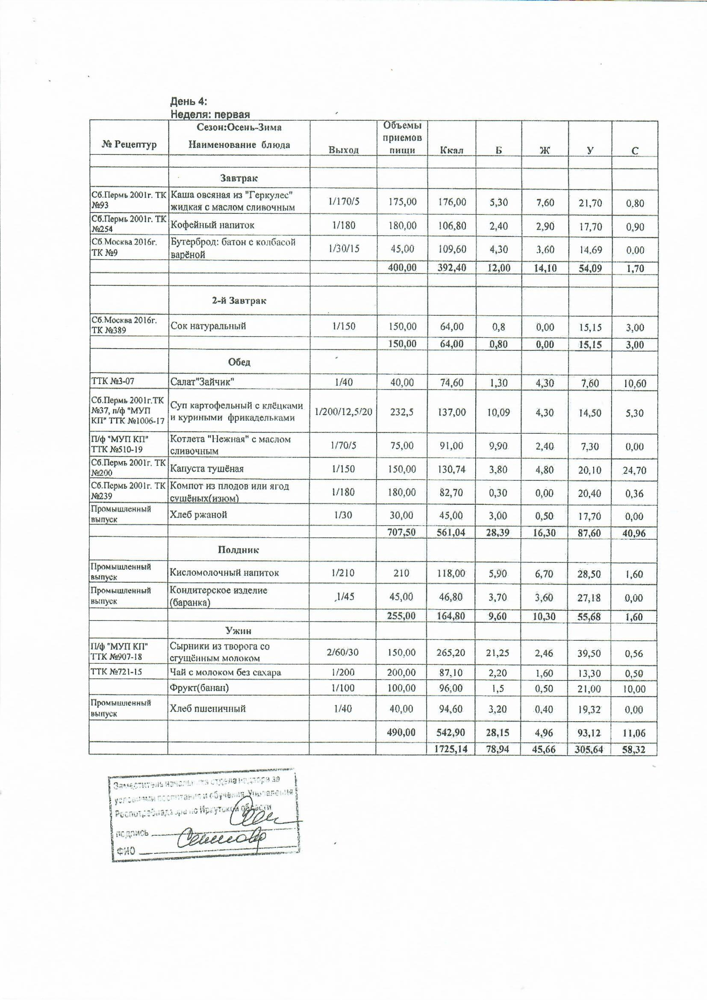 День 4:
Неделя: первая
№ Рецептур Сезон:Осень-Зима Наименование блюда Выход Объемы приемов пищи Ккал Б Ж У С
Завтрак
Сб.Пермь 2001г. ТК №93 Каша овсяная из "Геркулес" жидкая с маслом сливочным 1/170/5 175,00 176,00 5,30 7,60 21,70 0,80
Сб.Пермь 2001г. ТК №254 Кофейный напиток 1/180 180,00 106,80 2,40 2,90 17,70 0,90
Сб.Москва 2016г. ТК №9 Бутерброд: батон с колбасой варёной 1/30/15 45,00 109,60 4,30 3,60 14,69 0,00
400,00 392,40 12,00 14,10 54,09 1,70
2-й Завтрак
Сб.Москва 2016г. ТК №389 Сок натуральный 1/150 150,00 64,00 0,8 0,00 15,15 3,00
150,00 64,00 0,80 0,00 15,15 3,00
Обед
ТТК №3-07 Салат"Зайчик" 1/40 40,00 74,60 1,30 4,30 7,60 10,60
Сб.Пермь 2001г.ТК №37, п/ф "МУП КП" ТТК №1006-17 Суп картофельный с клёцками и куриными фрикадельками 1/200/12,5/20 232,5 137,00 10,09 4,30 14,50 5,30
П/ф "МУП КП" ТТК №510-19 Котлета "Нежная" с маслом сливочным 1/70/5 75,00 91,00 9,90 2,40 7,30 0,00
Сб.Пермь 2001г. ТК №200 Капуста тушёная 1/150 150,00 130,74 3,80 4,80 20,10 24,70
Сб.Пермь 2001г. ТК №239 Компот из плодов или ягод сушёных(изюм) 1/180 180,00 82,70 0,30 0,00 20,40 0,36
Промышленный выпуск Хлеб ржаной 1/30 30,00 45,00 3,00 0,50 17,70 0,00
707,50 561,04 28,39 16,30 87,60 40,96
Полдник
Промышленный выпуск Кисломолочный напиток 1/210 210 118,00 5,90 6,70 28,50 1,60
Промышленный выпуск Кондитерское изделие (баранка) 1/45 45,00 46,80 3,70 3,60 27,18 0,00
255,00 164,80 9,60 10,30 55,68 1,60
Ужин
П/ф "МУП КП" ТТК №907-18 Сырники из творога со сгущённым молоком 2/60/30 150,00 265,20 21,25 2,46 39,50 0,56
ТТК №721-15 Чай с молоком без сахара 1/200 200,00 87,10 2,20 1,60 13,30 0,50
Фрукт(банан) 1/100 100,00 96,00 1,5 0,50 21,00 10,00
Промышленный выпуск Хлеб пшеничный 1/40 40,00 94,60 3,20 0,40 19,32 0,00
490,00 542,90 28,15 4,96 93,12 11,06
1725,14 78,94 45,66 305,64 58,32
Заместитель начальника отдела надзора за
условиями воспитания и обучения Управления
Роспотребнадзора по Иркутской области
подпись
ФИО